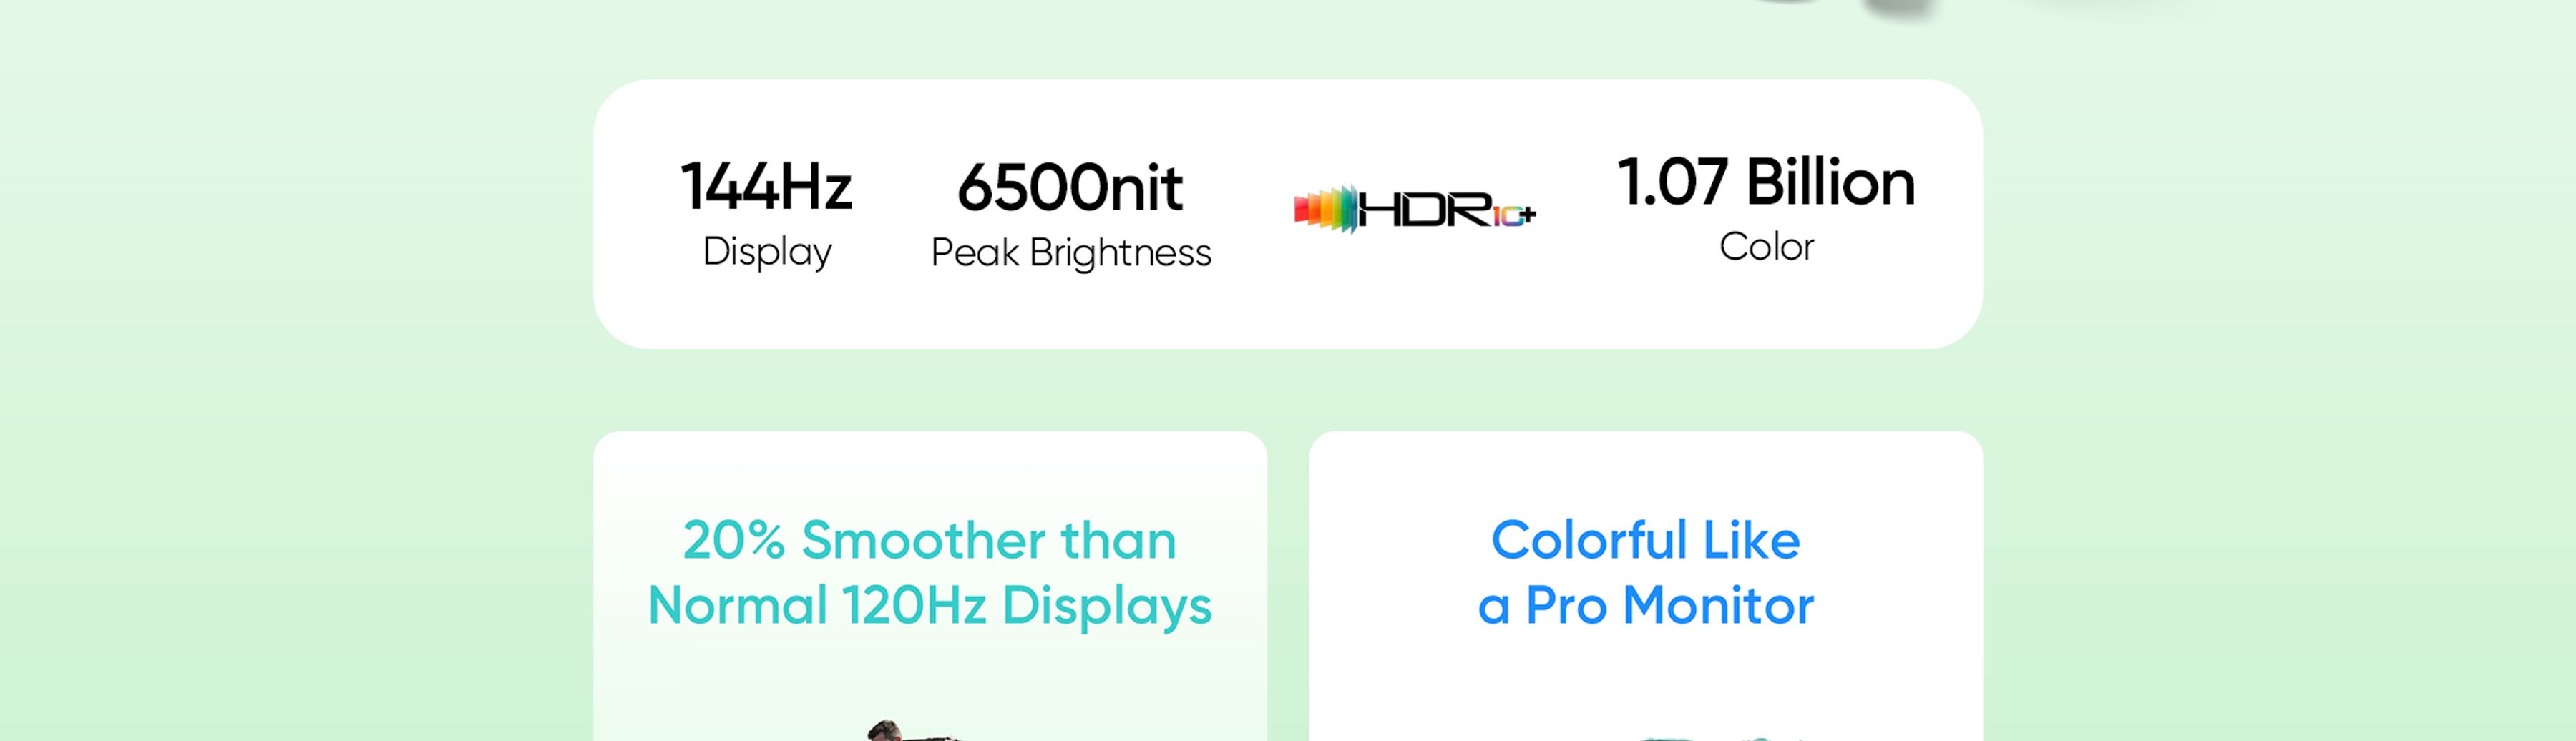 144Hz
Display
6500nit
Peak Brightness
HDR10+
1.07 Billion
Color
20% Smoother than
Normal 120Hz Displays
Colorful Like
a Pro Monitor